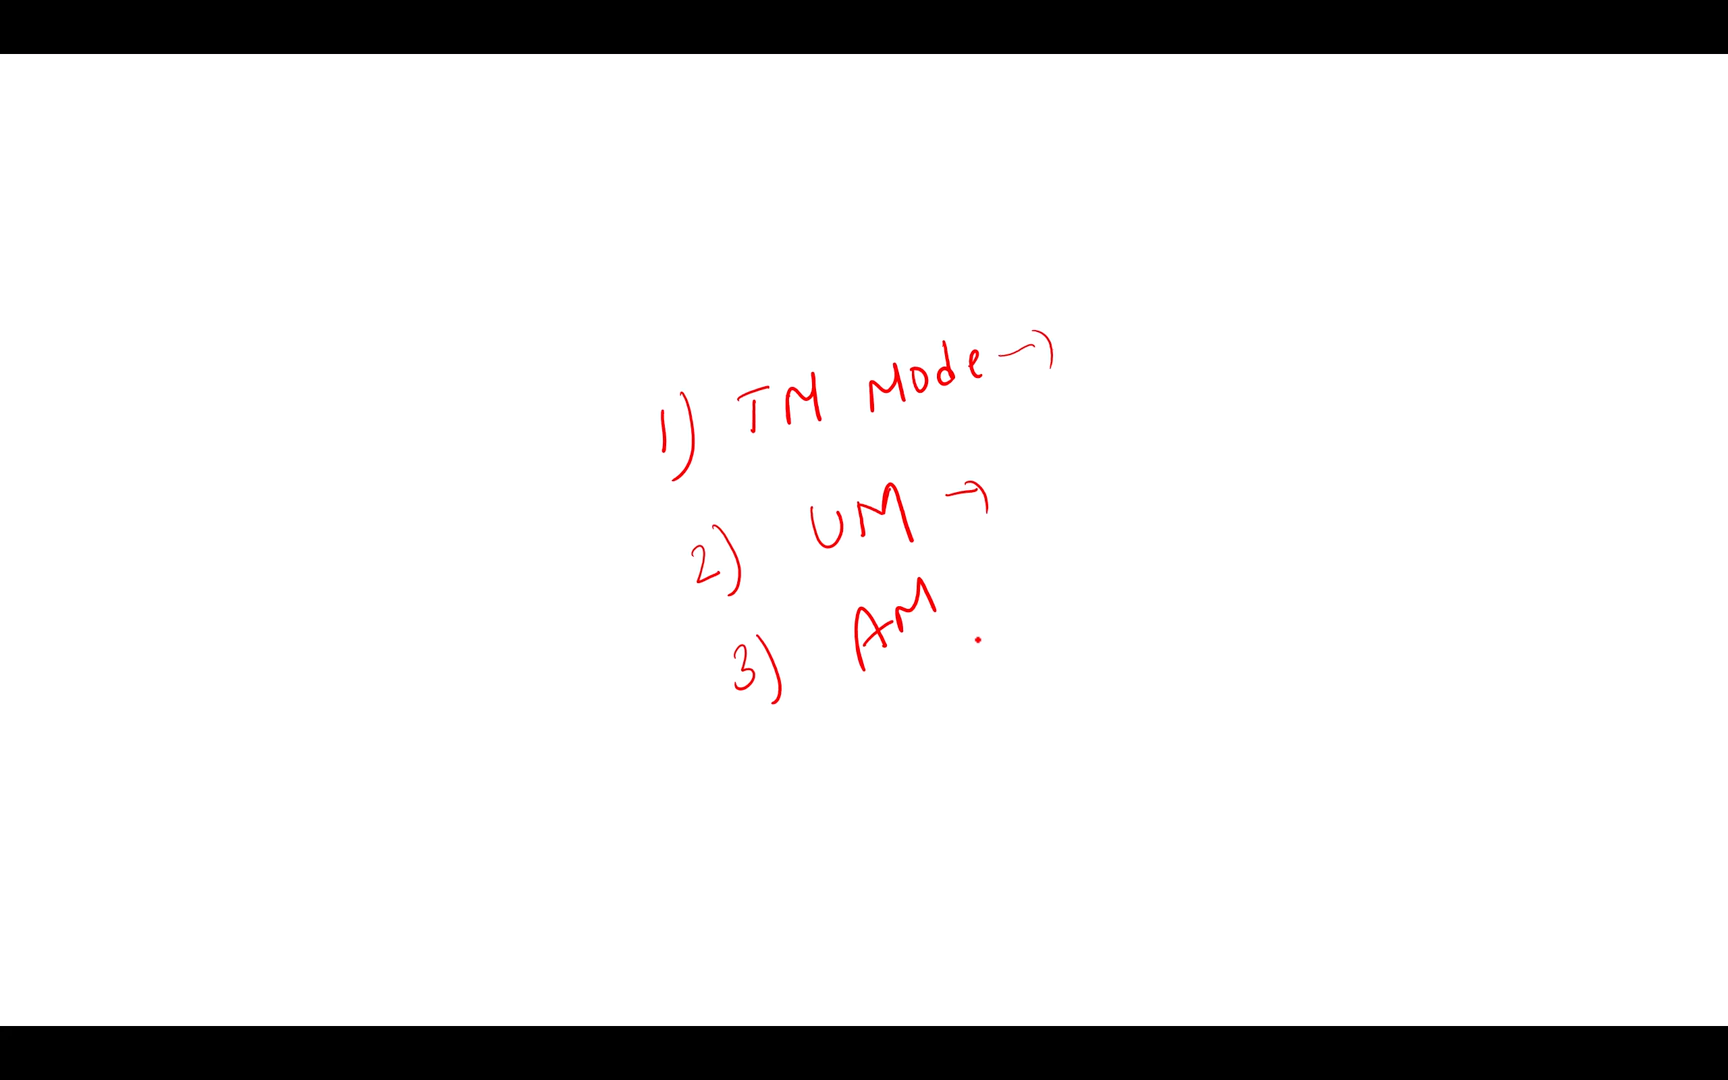 1) TM Mode →
2) UM →
3) AM .